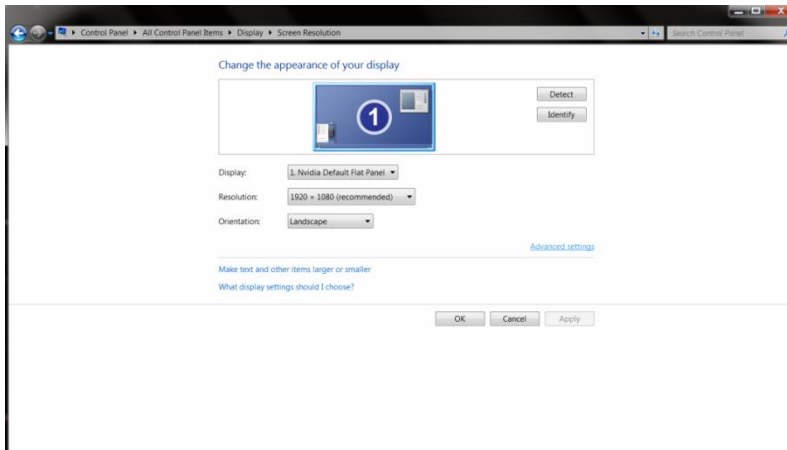 Control Panel ▸ All Control Panel Items ▸ Display ▸ Screen Resolution
Search Control Panel
Change the appearance of your display
1
Detect
Identify
Display: 1. Nvidia Default Flat Panel
Resolution: 1920 × 1080 (recommended)
Orientation: Landscape
Advanced settings
Make text and other items larger or smaller
What display settings should I choose?
OK Cancel Apply